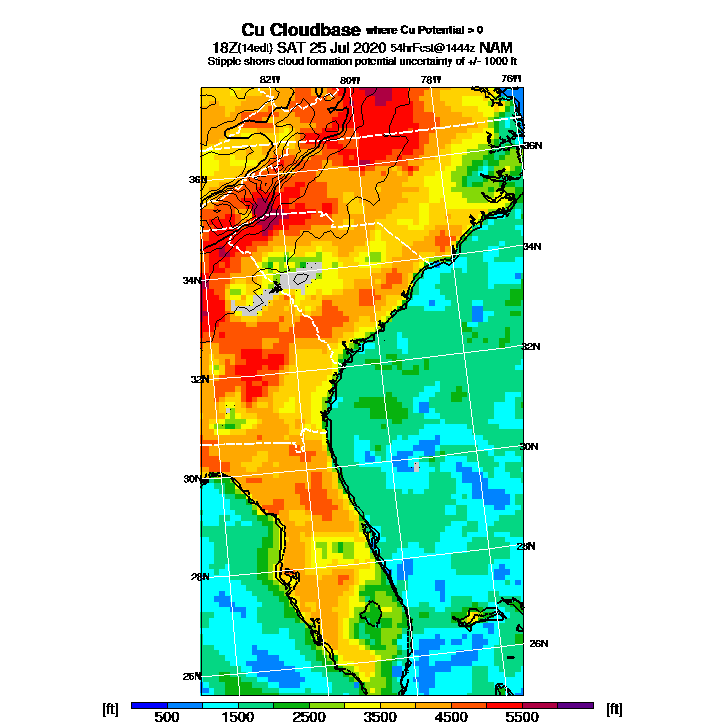 Cu Cloudbase where Cu Potential > 0
18Z(14edt) SAT 25 Jul 2020 54hrFcst@1444z NAM
Stipple shows cloud formation potential uncertainty of +/- 1000 ft
82W 80W 78W 76W
36N
36N
34N
34N
32N
32N
30N
30N
28N
28N
26N
26N
[ft] [ft]
500 1500 2500 3500 4500 5500